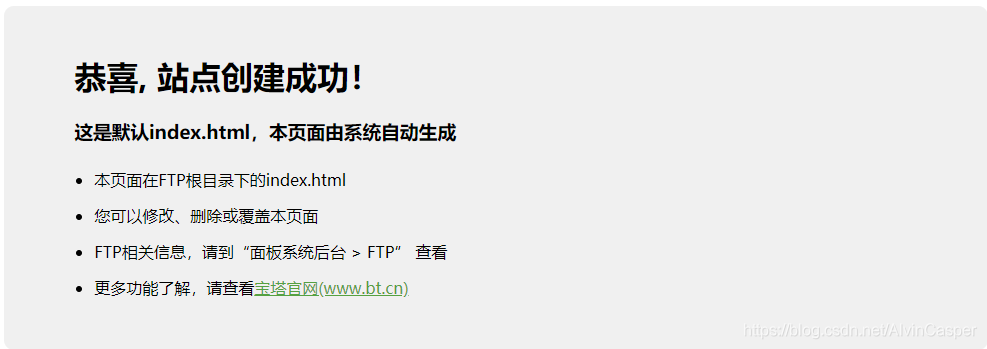 恭喜, 站点创建成功！
这是默认index.html，本页面由系统自动生成
本页面在FTP根目录下的index.html
您可以修改、删除或覆盖本页面
FTP相关信息，请到“面板系统后台 > FTP” 查看
更多功能了解，请查看宝塔官网(www.bt.cn)
https://blog.csdn.net/AlvinCasper